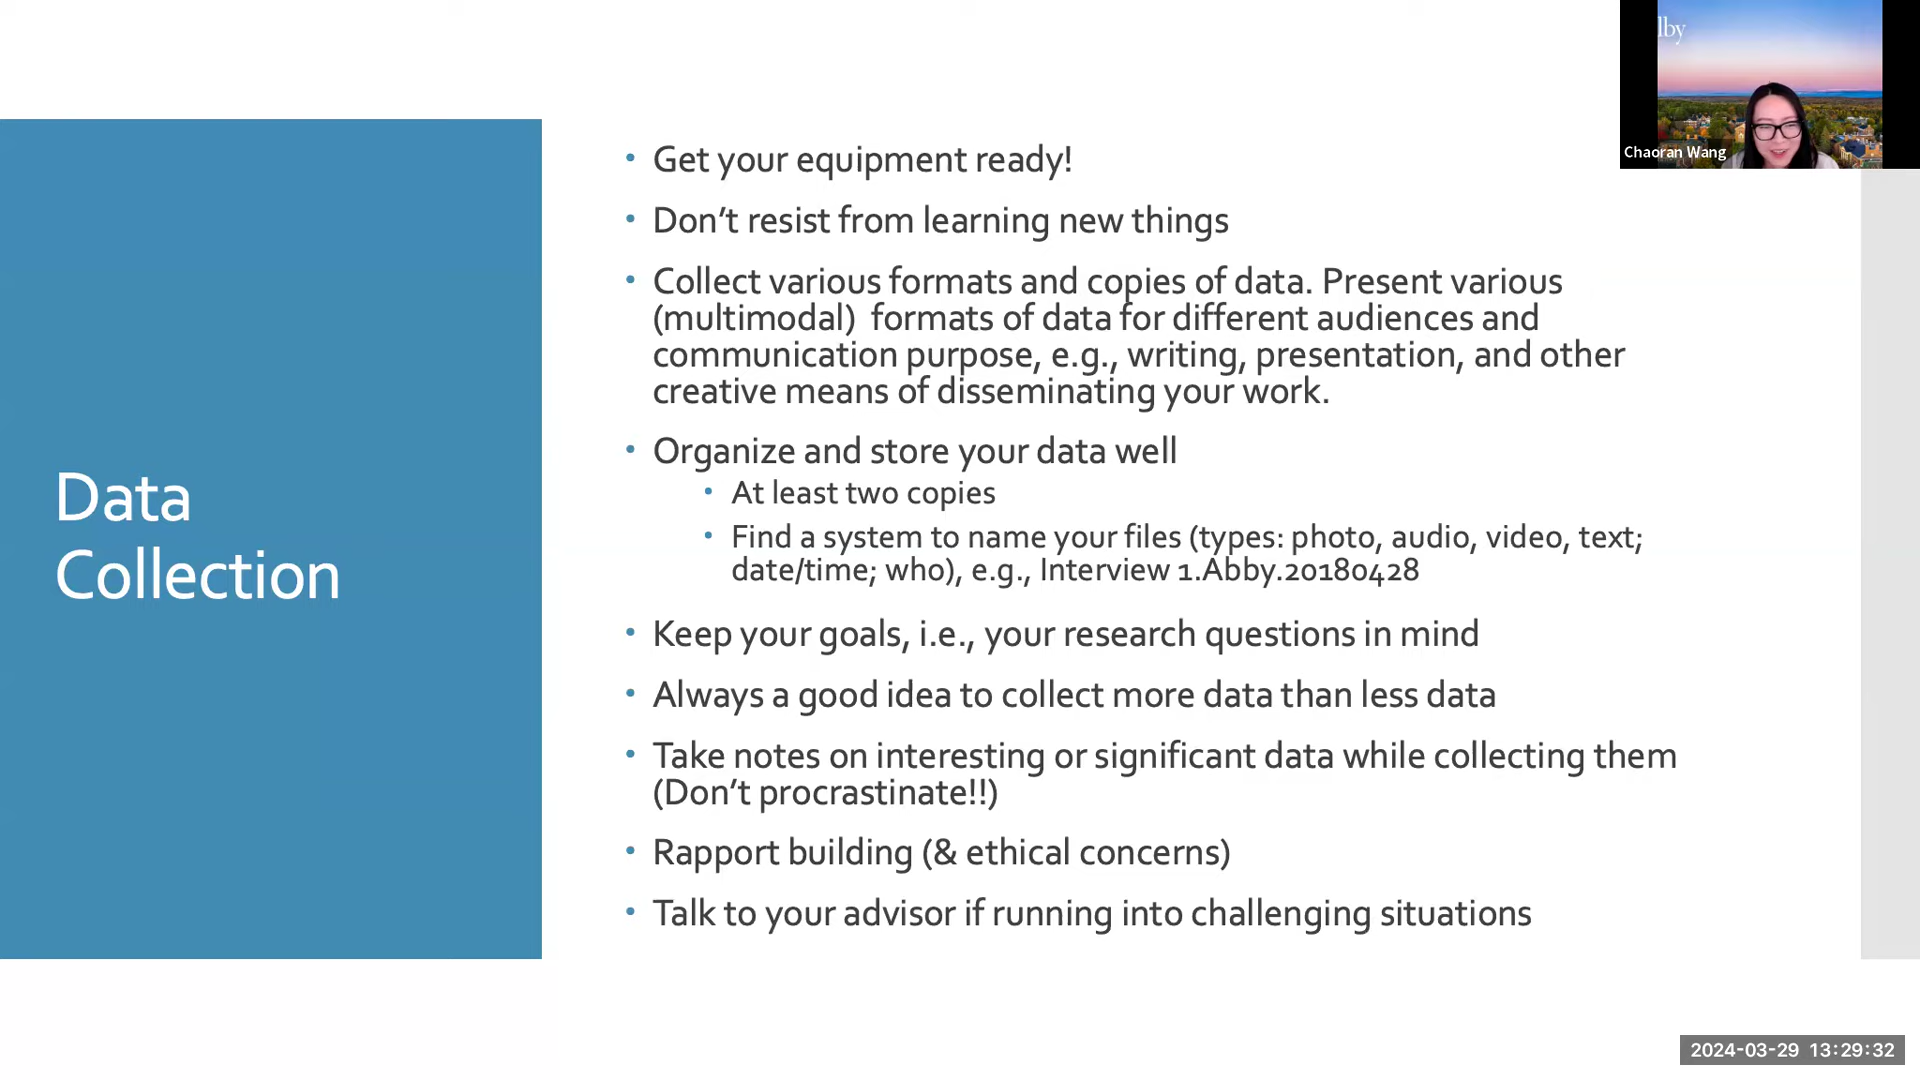 lby
Chaoran Wang
Data
Collection
• Get your equipment ready!
• Don’t resist from learning new things
• Collect various formats and copies of data. Present various
(multimodal) formats of data for different audiences and
communication purpose, e.g., writing, presentation, and other
creative means of disseminating your work.
• Organize and store your data well
• At least two copies
• Find a system to name your files (types: photo, audio, video, text;
date/time; who), e.g., Interview 1.Abby.20180428
• Keep your goals, i.e., your research questions in mind
• Always a good idea to collect more data than less data
• Take notes on interesting or significant data while collecting them
(Don’t procrastinate!!)
• Rapport building (& ethical concerns)
• Talk to your advisor if running into challenging situations
2024-03-29 13:29:32